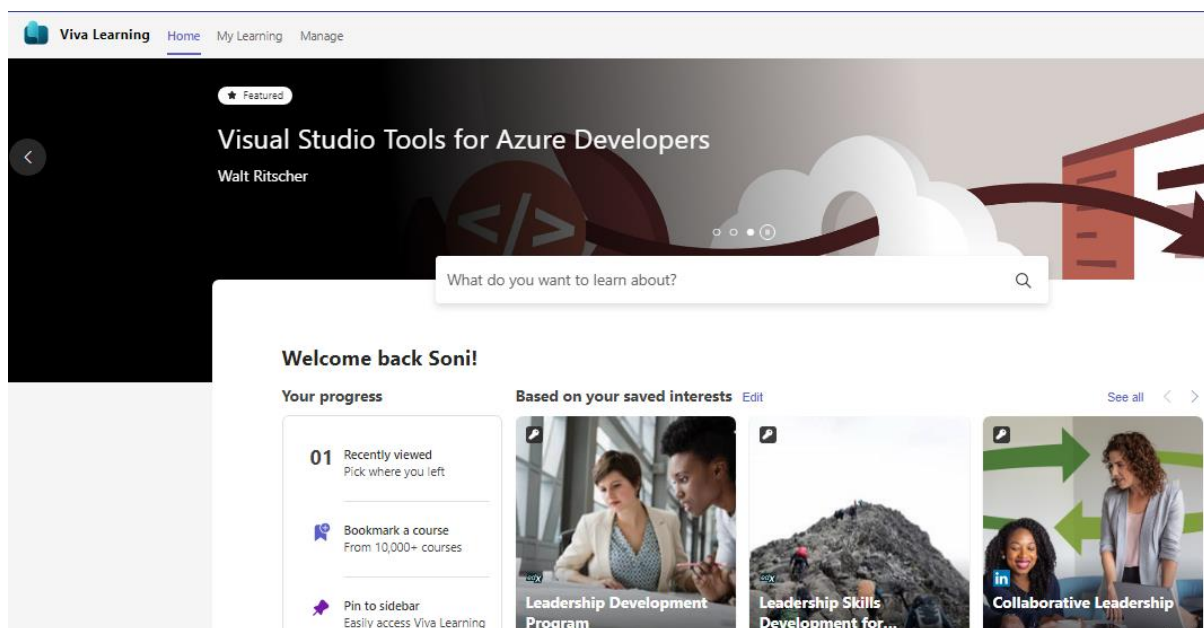 Viva Learning Home My Learning Manage
Featured
Visual Studio Tools for Azure Developers
Walt Ritscher
</>
What do you want to learn about?
Welcome back Soni!
Your progress
Based on your saved interests Edit
See all
01 Recently viewed
Pick where you left
Bookmark a course
From 10,000+ courses
Pin to sidebar
Easily access Viva Learning
edX
Leadership Development
Program
edX
Leadership Skills
Development for...
in
Collaborative Leadership